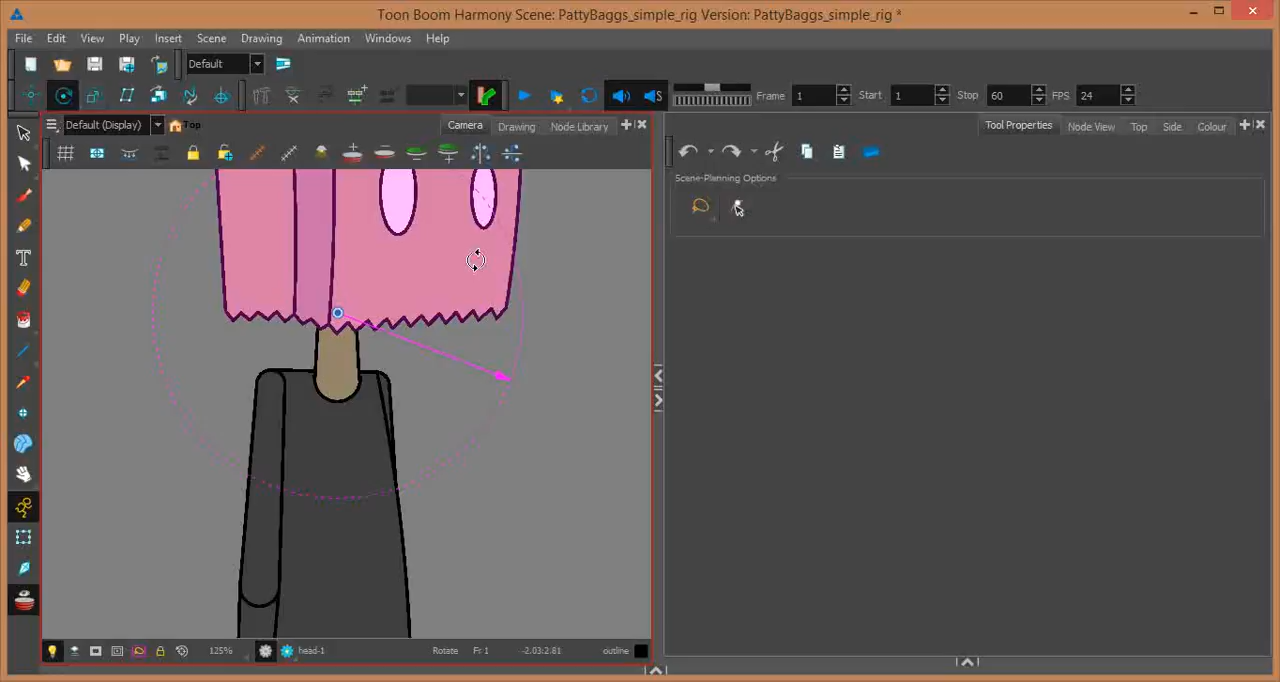 Toon Boom Harmony Scene: PattyBaggs_simple_rig Version: PattyBaggs_simple_rig *
File Edit View Play Insert Scene Drawing Animation Windows Help
Default
Frame 1 Start 1 Stop 60 FPS 24
Default (Display) Top Camera Drawing Node Library
Tool Properties Node View Top Side Colour
Scene-Planning Options
125% head-1 Rotate Fr 1 -2.03:2.81 outline